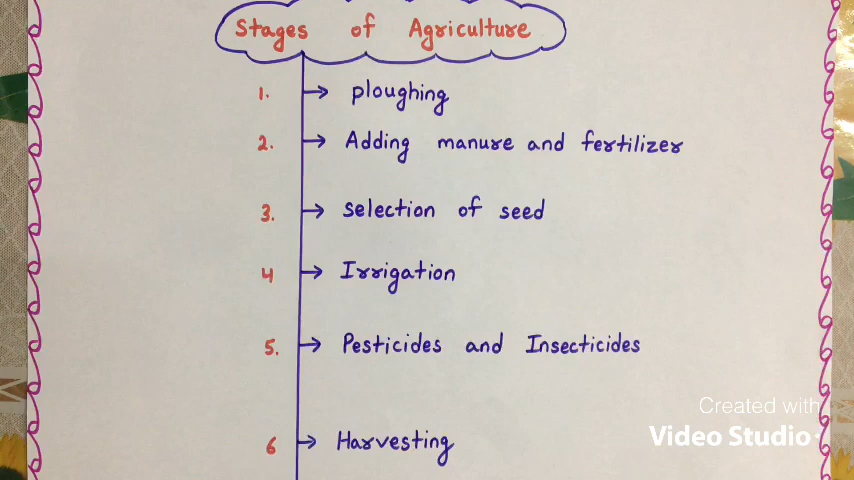 Stages of Agriculture
1. ploughing
2. Adding manure and fertilizer
3. selection of seed
4 Irrigation
5. Pesticides and Insecticides
6 Harvesting
Created with
Video Studio